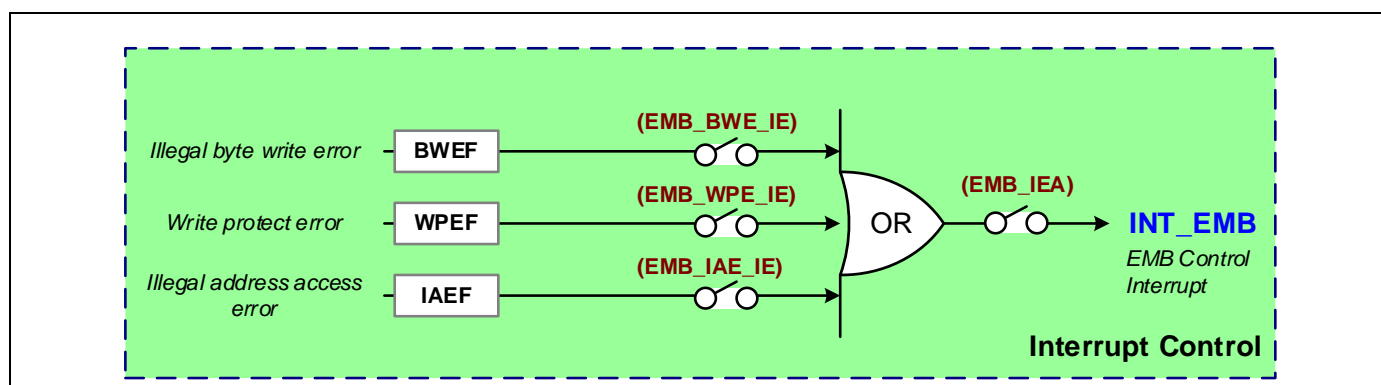 (EMB_BWE_IE)
Illegal byte write error
BWEF
(EMB_IEA)
(EMB_WPE_IE)
Write protect error
WPEF
OR
INT_EMB
EMB Control
Interrupt
(EMB_IAE_IE)
Illegal address access
error
IAEF
Interrupt Control